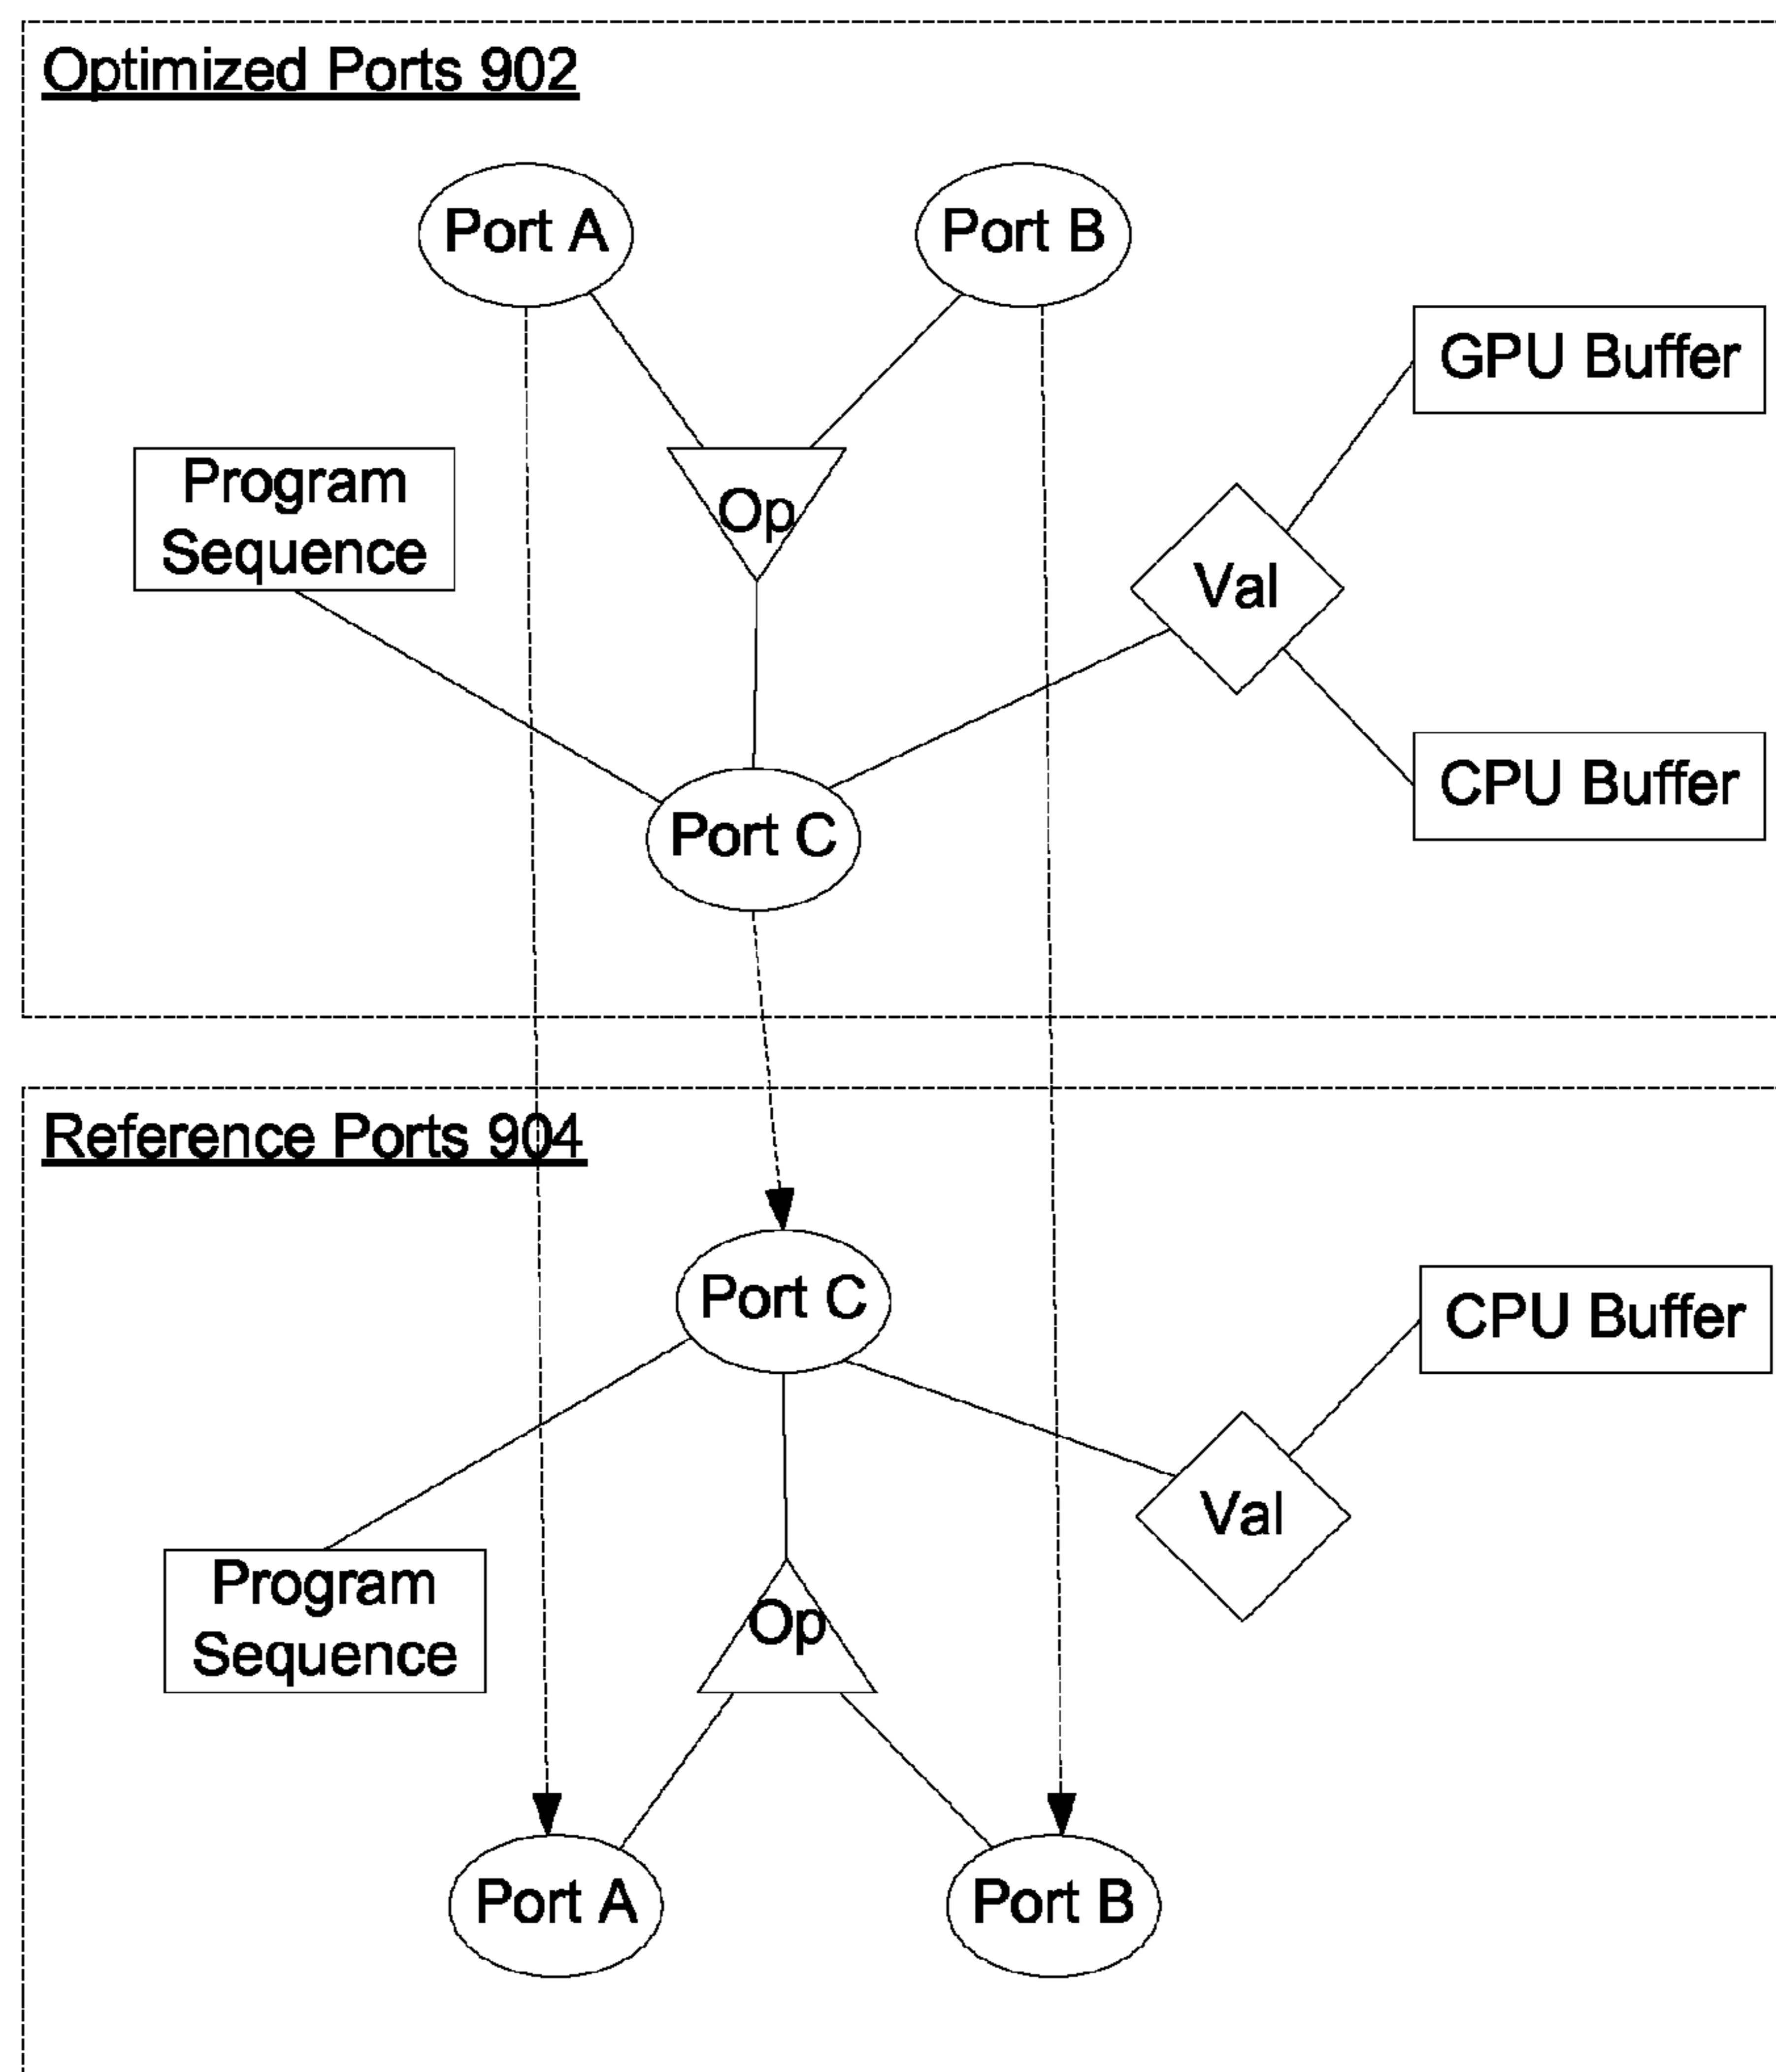 Optimized Ports 902
Port A
Port B
GPU Buffer
Program
Sequence
Op
Val
CPU Buffer
Port C
Reference Ports 904
Port C
CPU Buffer
Val
Program
Sequence
Op
Port A
Port B